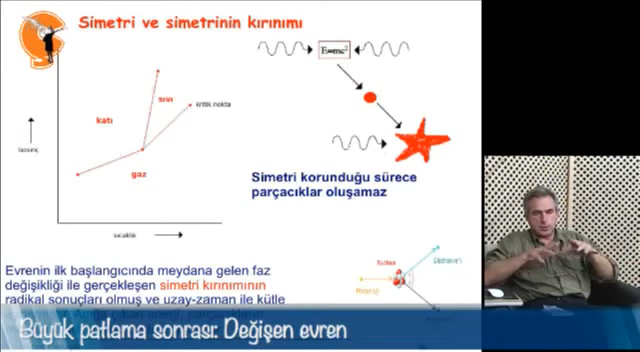 Simetri ve simetrinin kırınımı
E=mc²
sıvı
kritik nokta
katı
basınç
gaz
Simetri korunduğu sürece
parçacıklar oluşamaz
sıcaklık
Evrenin ilk başlangıcında meydana gelen faz
değişikliği ile gerçekleşen simetri kırınımının
radikal sonuçları olmuş ve uzay-zaman ile kütle
Büyük patlama sonrası: Değişen evren